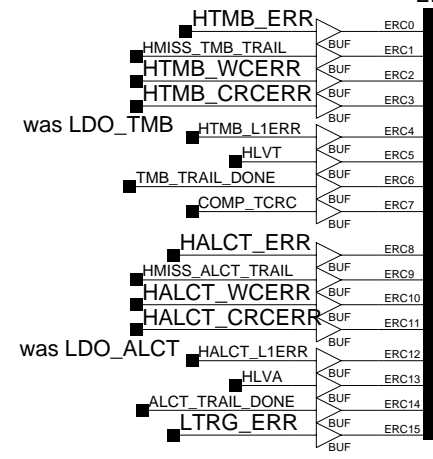 HTMB_ERR ERC0
BUF
HMISS_TMB_TRAIL ERC1
HTMB_WCERR BUF ERC2
HTMB_CRCERR BUF ERC3
was LDO_TMB BUF
HTMB_L1ERR ERC4
HLVT BUF ERC5
TMB_TRAIL_DONE BUF ERC6
COMP_TCRC BUF ERC7
BUF
HALCT_ERR ERC8
HMISS_ALCT_TRAIL BUF ERC9
HALCT_WCERR BUF ERC10
HALCT_CRCERR BUF ERC11
was LDO_ALCT BUF
HALCT_L1ERR ERC12
HLVA BUF ERC13
ALCT_TRAIL_DONE BUF ERC14
LTRG_ERR BUF ERC15
BUF